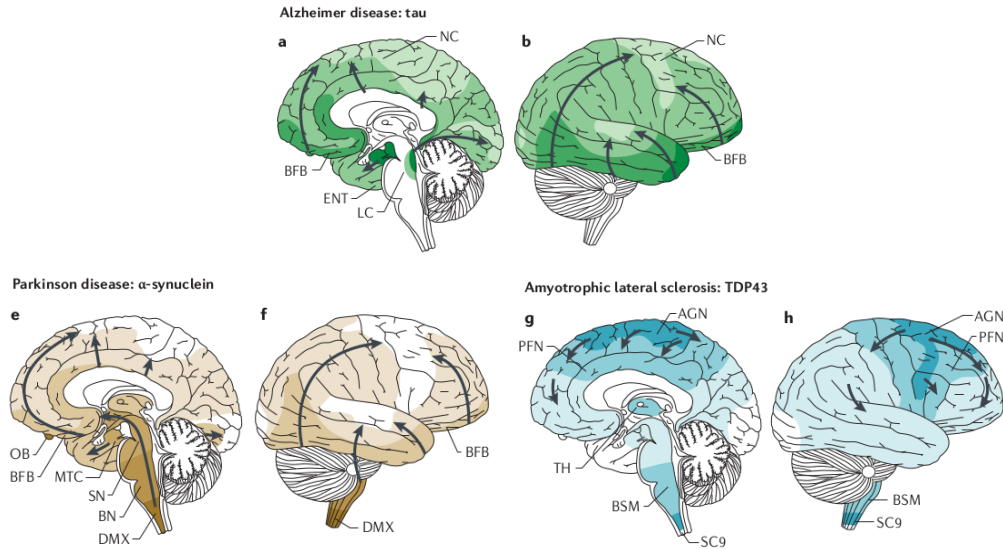 Alzheimer disease: tau
a
NC
BFB
ENT
LC
b
NC
BFB
Parkinson disease: α-synuclein
e
OB
BFB
MTC
SN
BN
DMX
f
BFB
DMX
Amyotrophic lateral sclerosis: TDP43
g
AGN
PFN
TH
BSM
SC9
h
AGN
PFN
BSM
SC9